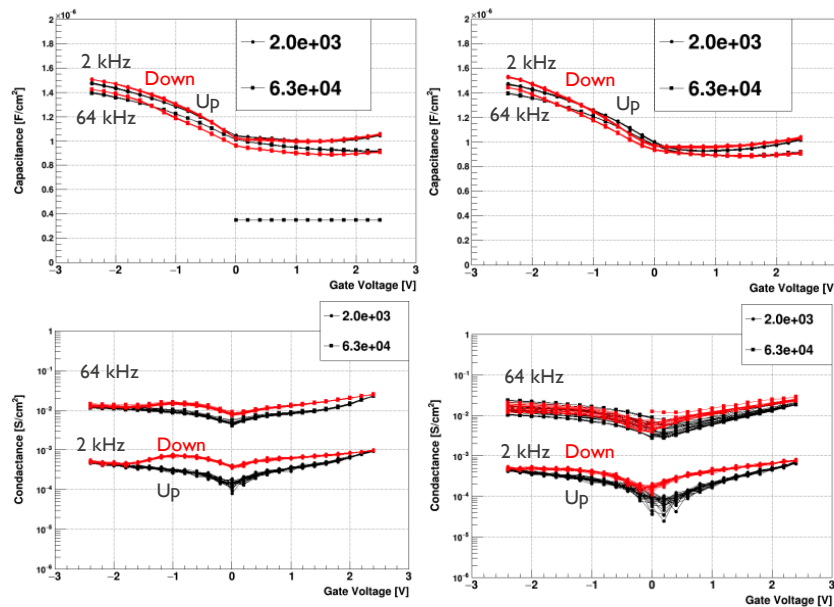 ×10⁻⁶
2
1.8
1.6
1.4
1.2
1
0.8
0.6
0.4
0.2
0
−3
−2
−1
0
1
2
3
Capacitance [F/cm²]
Gate Voltage [V]
2 kHz
Down
Up
64 kHz
2.0e+03
6.3e+04
×10⁻⁶
2
1.8
1.6
1.4
1.2
1
0.8
0.6
0.4
0.2
0
−3
−2
−1
0
1
2
3
Capacitance [F/cm²]
Gate Voltage [V]
2 kHz
Down
Up
64 kHz
2.0e+03
6.3e+04
1
10⁻¹
10⁻²
10⁻³
10⁻⁴
10⁻⁵
10⁻⁶
−3
−2
−1
0
1
2
3
Condactance [S/cm²]
Gate Voltage [V]
64 kHz
2 kHz
Down
Up
2.0e+03
6.3e+04
1
10⁻¹
10⁻²
10⁻³
10⁻⁴
10⁻⁵
10⁻⁶
−3
−2
−1
0
1
2
3
Condactance [S/cm²]
Gate Voltage [V]
64 kHz
2 kHz
Down
Up
2.0e+03
6.3e+04